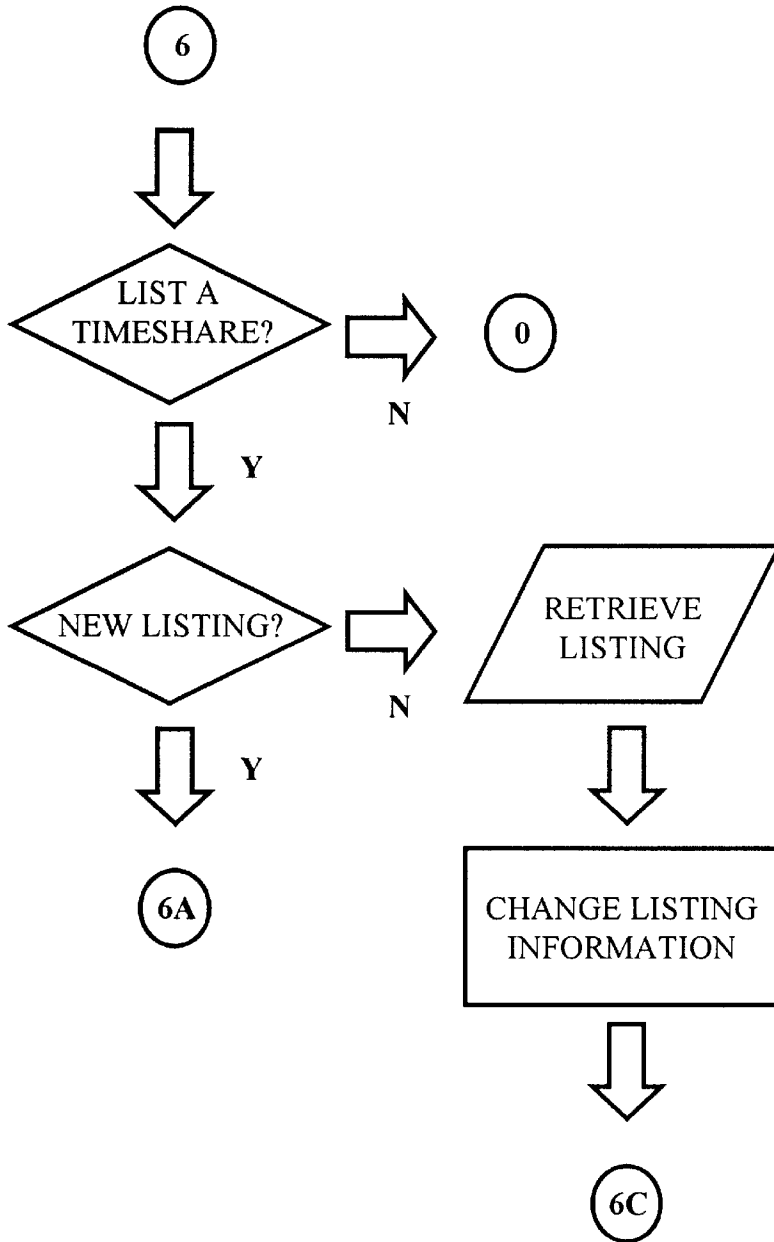 6
LIST A
TIMESHARE?
0
N
Y
NEW LISTING?
RETRIEVE
LISTING
N
Y
6A
CHANGE LISTING
INFORMATION
6C